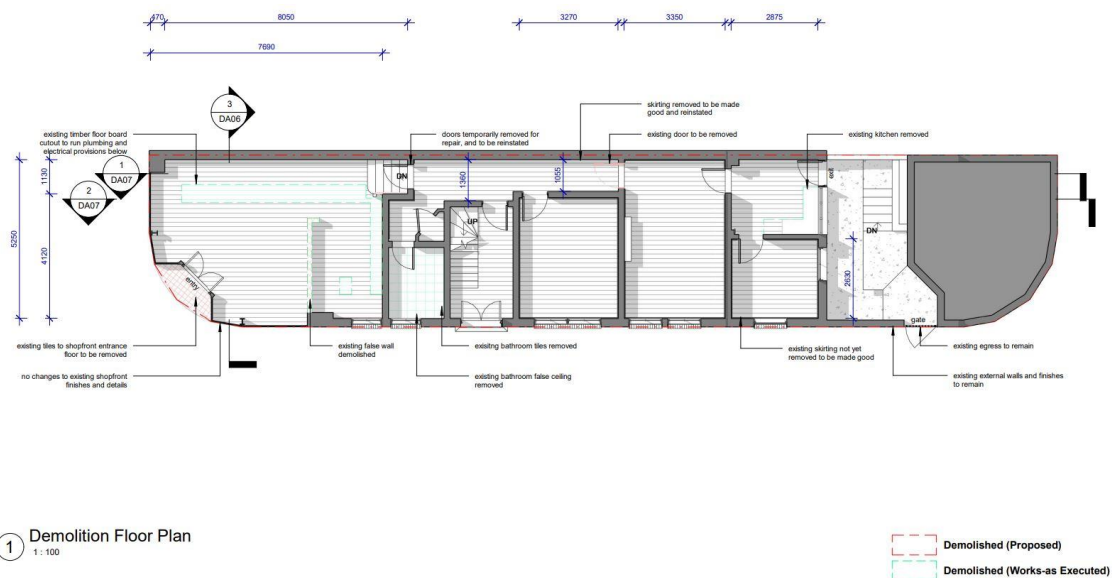 470
8050
3270
3350
2875
7690
3
DA06
skirting removed to be made
good and reinstated
existing timber floor board
cutout to run plumbing and
electrical provisions below
doors temporarily removed for
repair, and to be reinstated
existing door to be removed
existing kitchen removed
1
DA07
2
DA07
5250
1130
4120
DN
1360
1055
exit
UP
DN
2630
entry
gate
existing tiles to shopfront entrance
floor to be removed
existing false wall
demolished
existing bathroom tiles removed
existing skirting not yet
removed to be made good
existing egress to remain
no changes to existing shopfront
finishes and details
existing bathroom false ceiling
removed
existing external walls and finishes
to remain
1
Demolition Floor Plan
1 : 100
Demolished (Proposed)
Demolished (Works-as Executed)